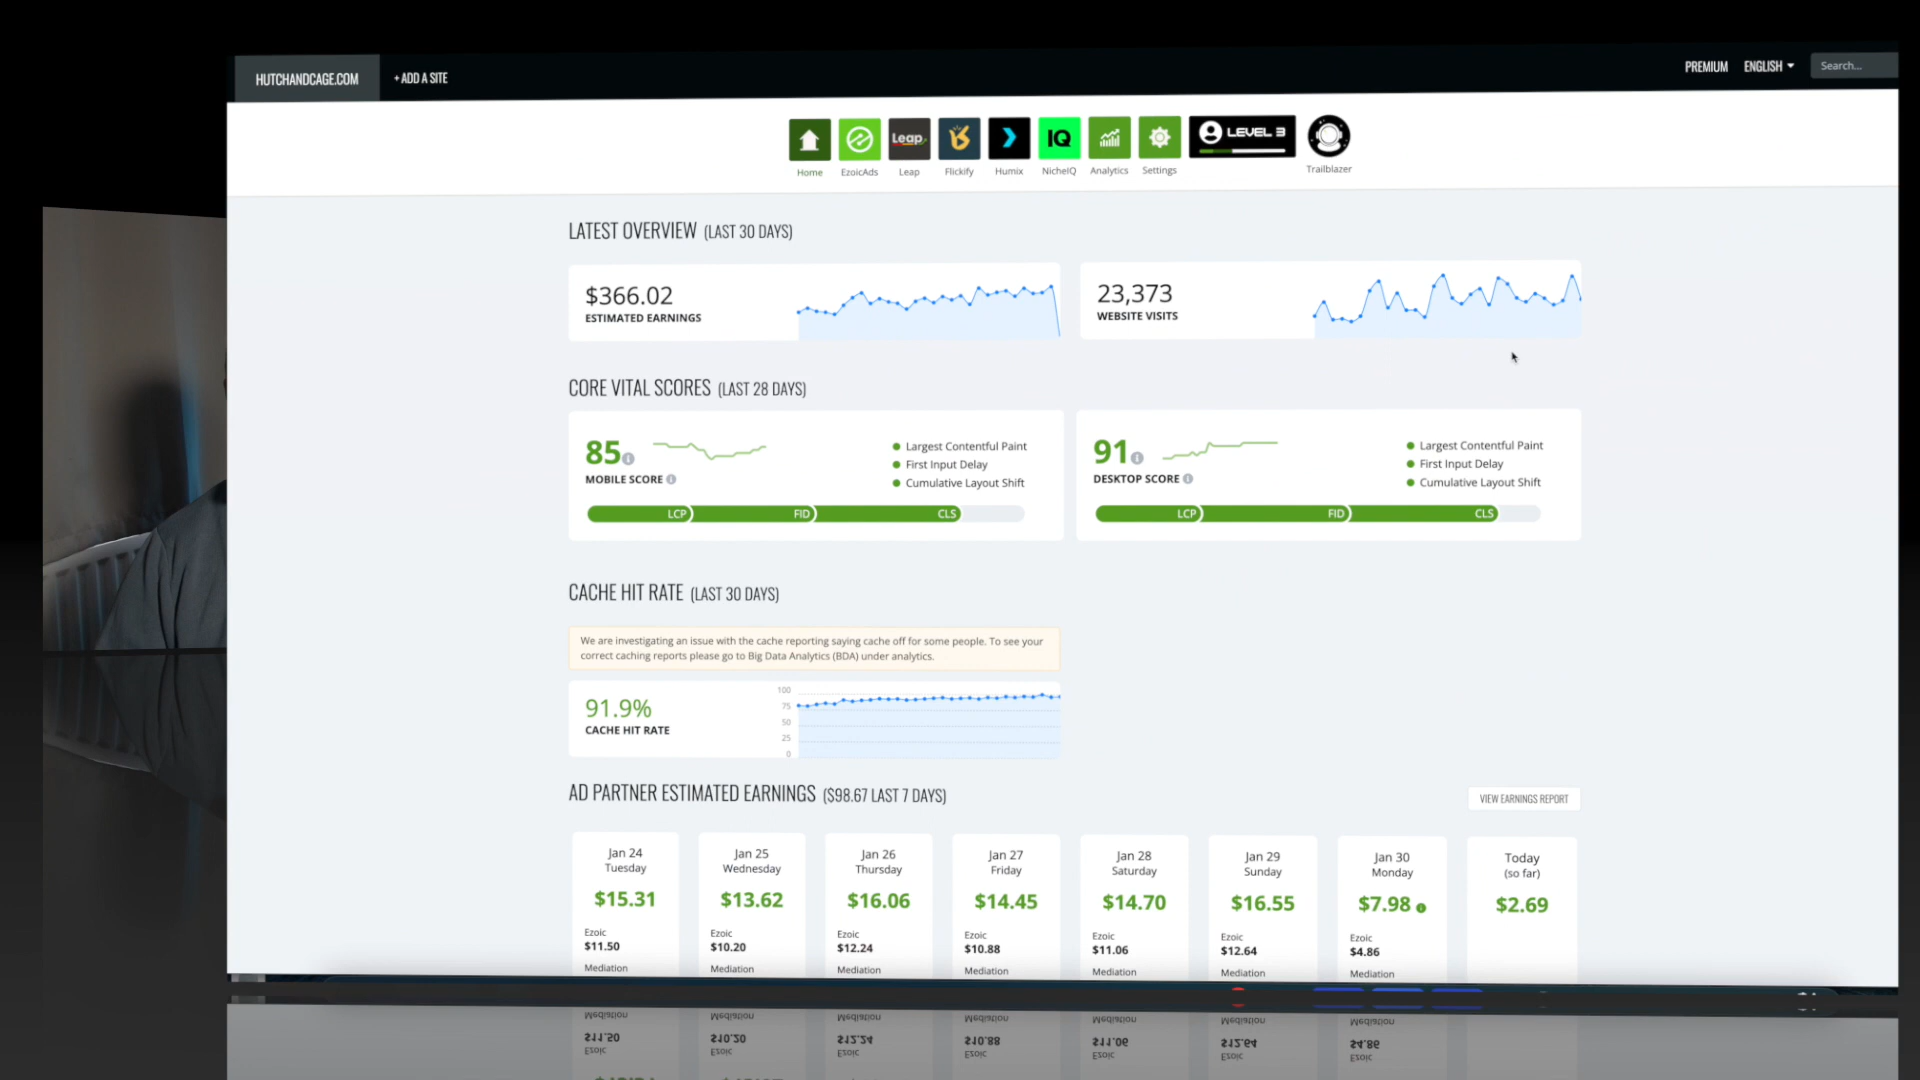 HUTCHANDCAGE.COM + ADD A SITE PREMIUM ENGLISH Search...
Leap IQ LEVEL 3
Home EzoicAds Leap Flickify Humix NicheIQ Analytics Settings Trailblazer
LATEST OVERVIEW (LAST 30 DAYS)
$366.02
ESTIMATED EARNINGS
23,373
WEBSITE VISITS
CORE VITAL SCORES (LAST 28 DAYS)
85
MOBILE SCORE
Largest Contentful Paint
First Input Delay
Cumulative Layout Shift
LCP FID CLS
91
DESKTOP SCORE
Largest Contentful Paint
First Input Delay
Cumulative Layout Shift
LCP FID CLS
CACHE HIT RATE (LAST 30 DAYS)
We are investigating an issue with the cache reporting saying cache off for some people. To see your
correct caching reports please go to Big Data Analytics (BDA) under analytics.
91.9%
CACHE HIT RATE
100
75
50
25
0
AD PARTNER ESTIMATED EARNINGS ($98.67 LAST 7 DAYS)
VIEW EARNINGS REPORT
Jan 24
Tuesday
$15.31
Ezoic
$11.50
Mediation
Jan 25
Wednesday
$13.62
Ezoic
$10.20
Mediation
Jan 26
Thursday
$16.06
Ezoic
$12.24
Mediation
Jan 27
Friday
$14.45
Ezoic
$10.88
Mediation
Jan 28
Saturday
$14.70
Ezoic
$11.06
Mediation
Jan 29
Sunday
$16.55
Ezoic
$12.64
Mediation
Jan 30
Monday
$7.98
Ezoic
$4.86
Mediation
Today
(so far)
$2.69